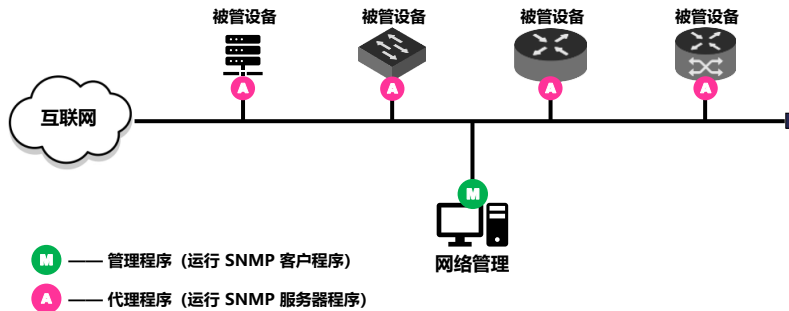 被管设备 被管设备 被管设备 被管设备
A A A A
互联网
M
网络管理
M —— 管理程序（运行 SNMP 客户程序）
A —— 代理程序（运行 SNMP 服务器程序）